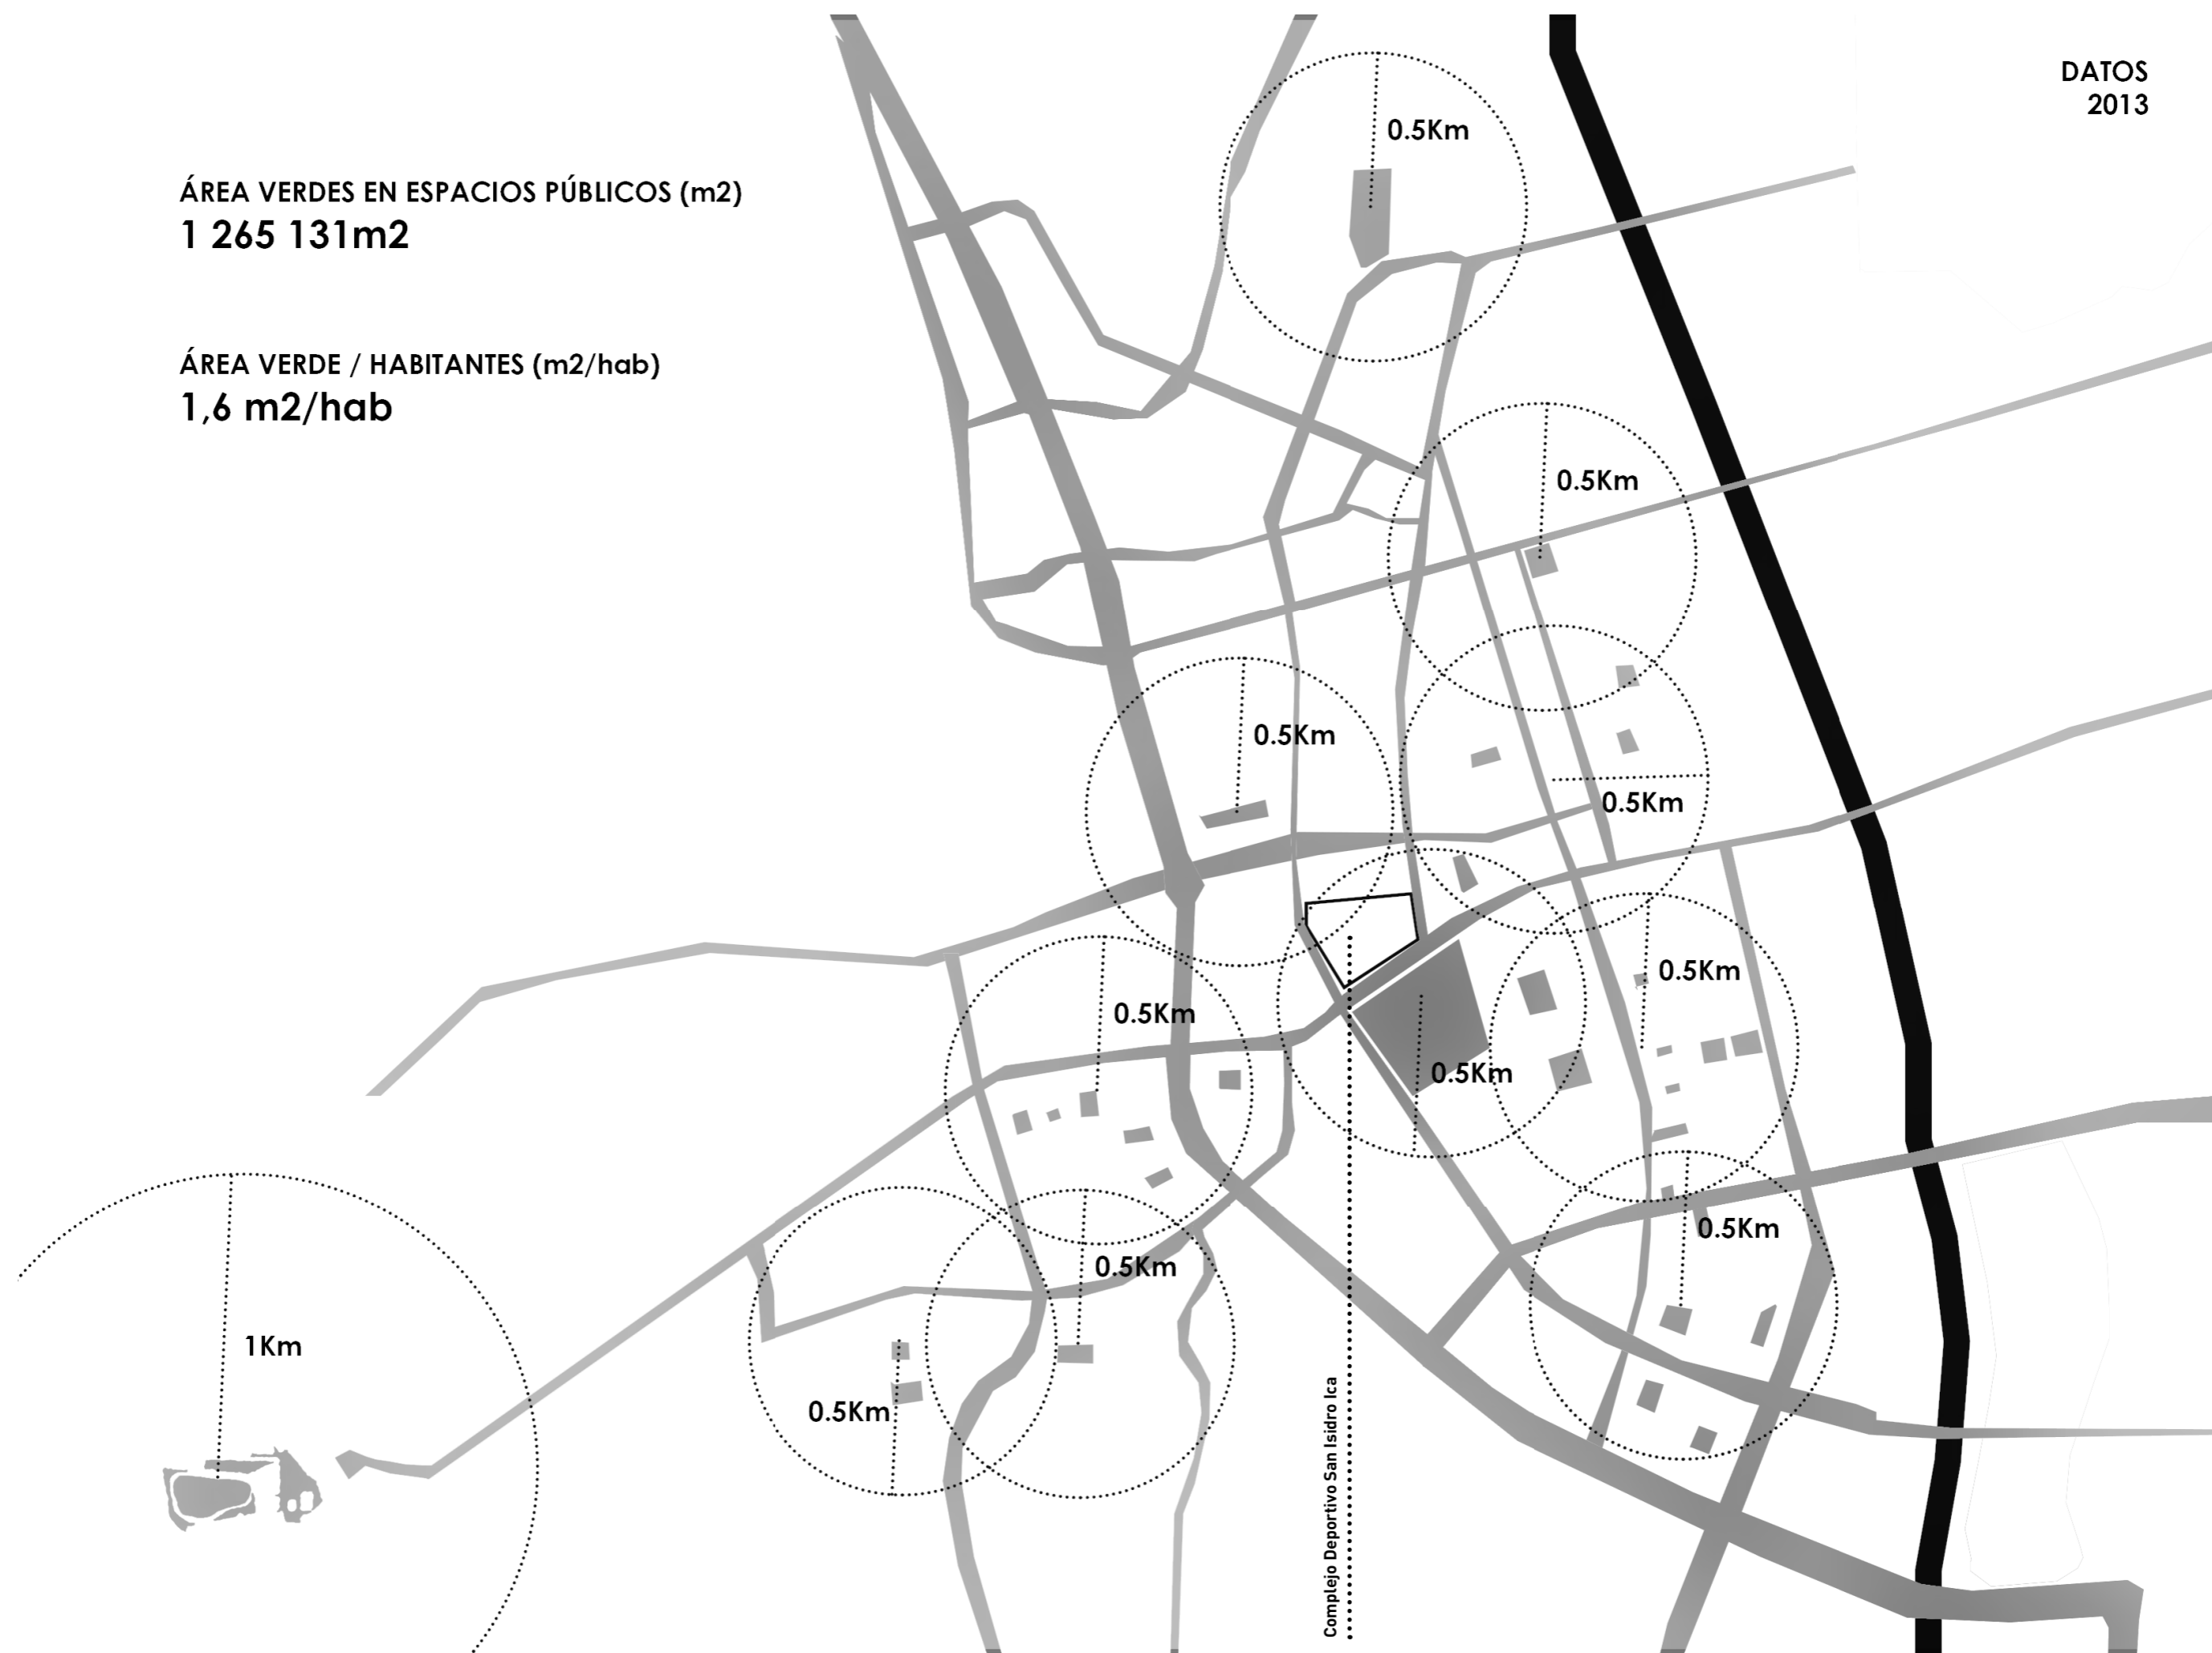 DATOS
2013
ÁREA VERDES EN ESPACIOS PÚBLICOS (m2)
1 265 131m2
ÁREA VERDE / HABITANTES (m2/hab)
1,6 m2/hab
0.5Km
0.5Km
0.5Km
0.5Km
0.5Km
0.5Km
0.5Km
0.5Km
0.5Km
1Km
0.5Km
Complejo Deportivo San Isidro Ica